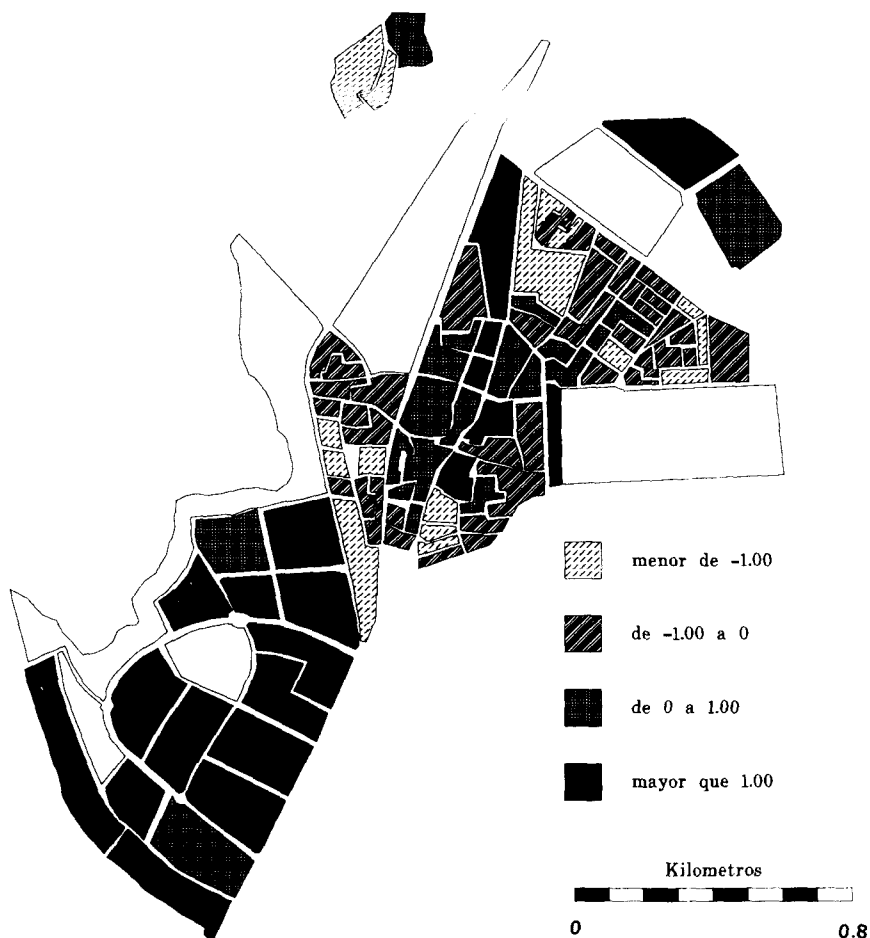 menor de -1.00
de -1.00 a 0
de 0 a 1.00
mayor que 1.00
Kilometros
0 0.8